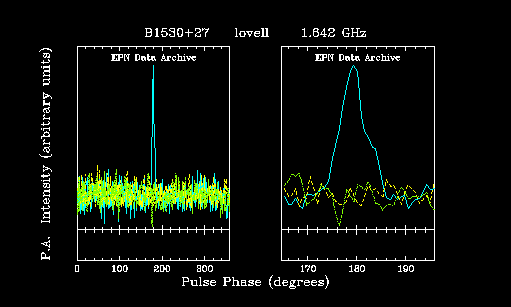 B1530+27 lovell 1.642 GHz
EPN Data Archive EPN Data Archive
P.A. Intensity (arbitrary units)
0 100 200 300 170 180 190
Pulse Phase (degrees)